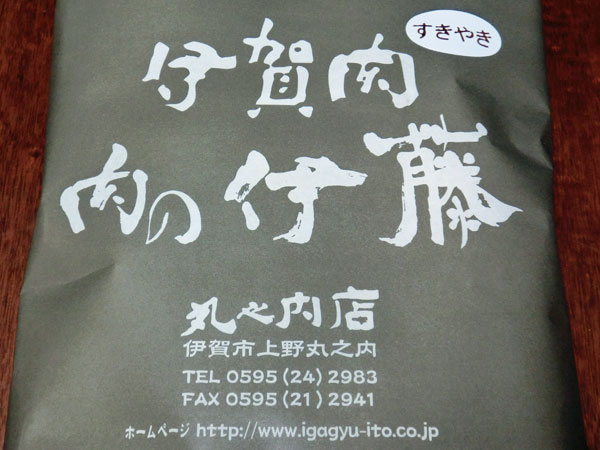 すきやき
伊賀肉
肉の伊藤
丸之内店
伊賀市上野丸之内
TEL 0595 (24) 2983
FAX 0595 (21) 2941
ホームページ http://www.igagyu-ito.co.jp